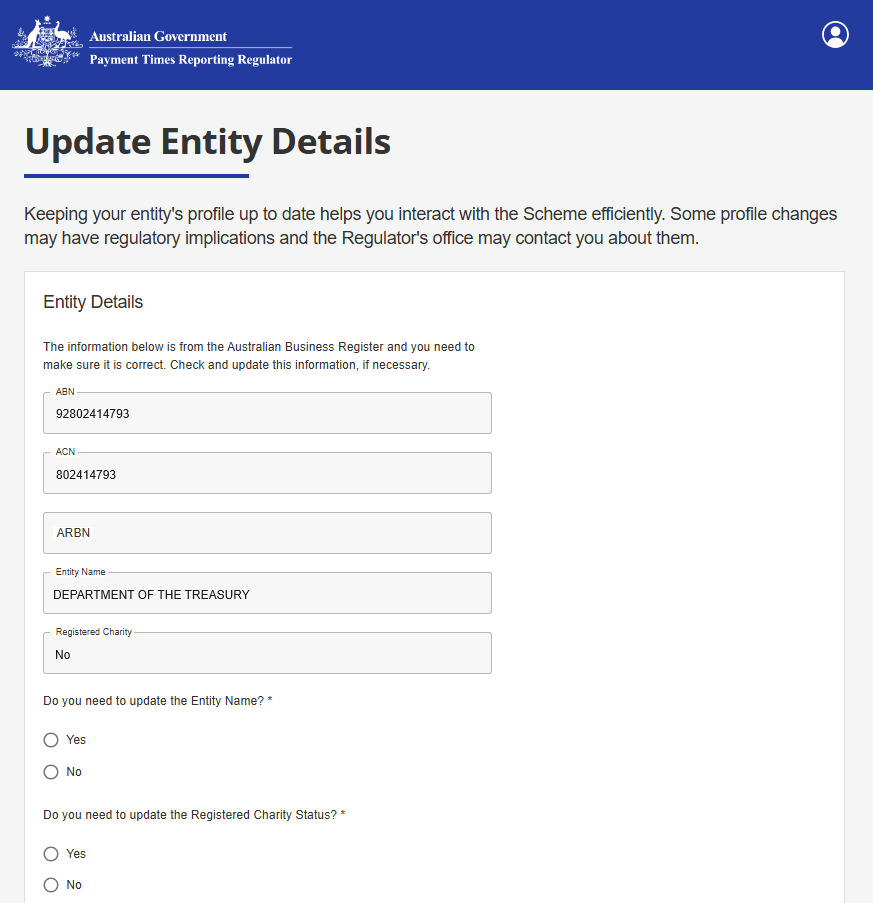 Australian Government
Payment Times Reporting Regulator
Update Entity Details
Keeping your entity's profile up to date helps you interact with the Scheme efficiently. Some profile changes
may have regulatory implications and the Regulator's office may contact you about them.
Entity Details
The information below is from the Australian Business Register and you need to
make sure it is correct. Check and update this information, if necessary.
ABN
92802414793
ACN
802414793
ARBN
Entity Name
DEPARTMENT OF THE TREASURY
Registered Charity
No
Do you need to update the Entity Name? *
Yes
No
Do you need to update the Registered Charity Status? *
Yes
No